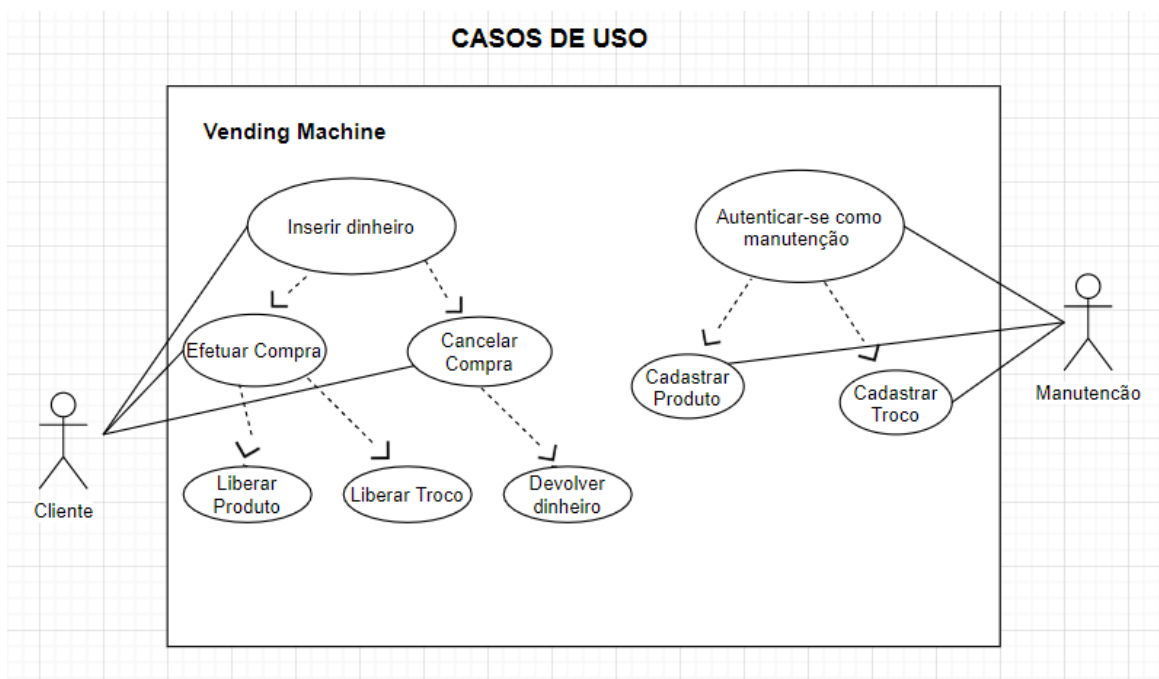 CASOS DE USO
Vending Machine
Inserir dinheiro
Autenticar-se como
manutenção
Efetuar Compra
Cancelar
Compra
Cadastrar
Produto
Cadastrar
Troco
Manutencão
Cliente
Liberar
Produto
Liberar Troco
Devolver
dinheiro